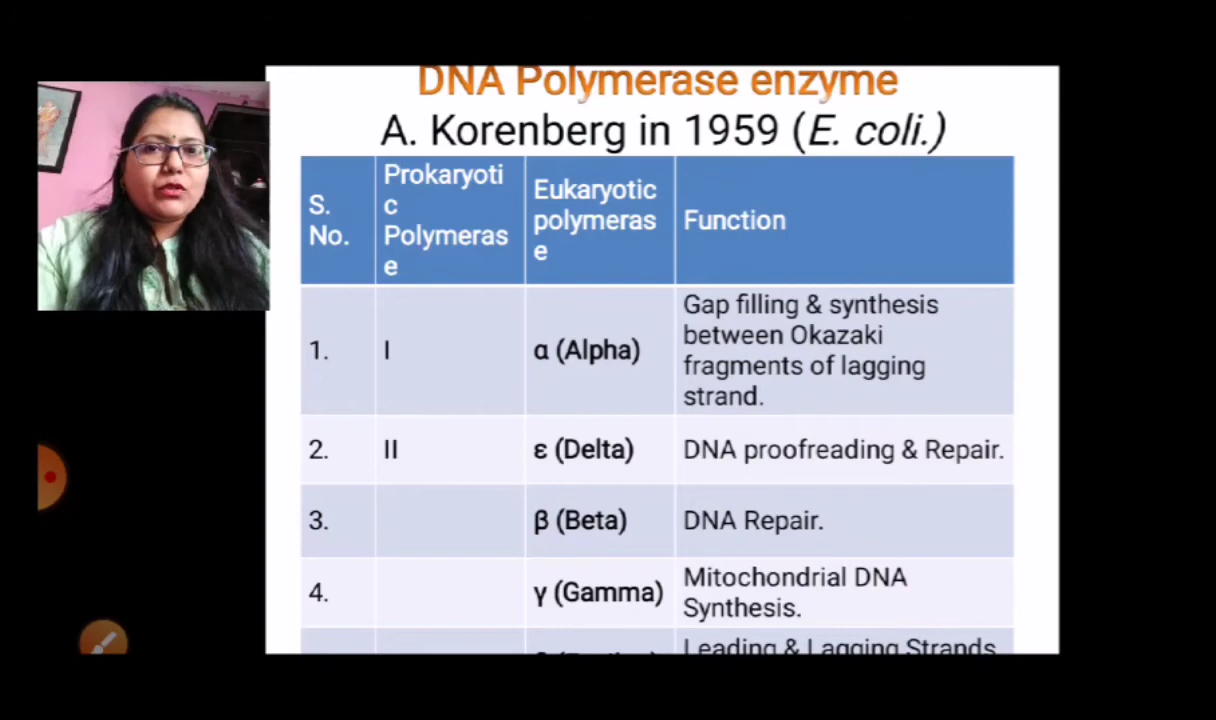 DNA Polymerase enzyme
A. Korenberg in 1959 (E. coli.)
S. No.
Prokaryoti
c
Polymeras
e
Eukaryotic
polymeras
e
Function
1.
I
α (Alpha)
Gap filling & synthesis
between Okazaki
fragments of lagging
strand.
2.
II
ε (Delta)
DNA proofreading & Repair.
3.
β (Beta)
DNA Repair.
4.
γ (Gamma)
Mitochondrial DNA
Synthesis.
Leading & Lagging Strands